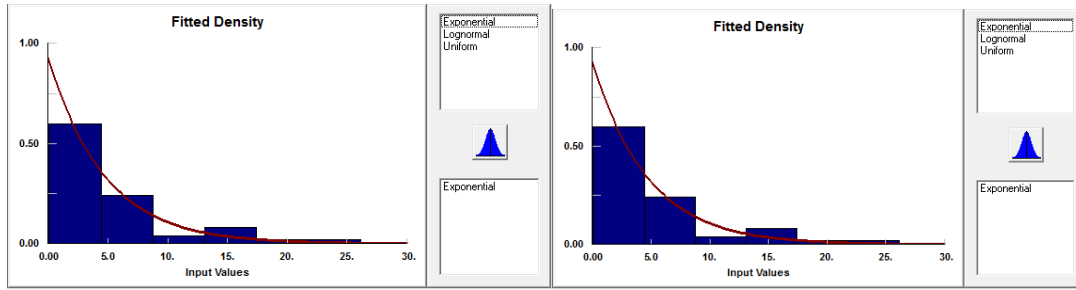 Fitted Density
1.00
0.50
0.00
0.00 5.0 10. 15. 20. 25. 30.
Input Values
Exponential
Lognormal
Uniform
Exponential
Fitted Density
1.00
0.50
0.00
0.00 5.0 10. 15. 20. 25. 30.
Input Values
Exponential
Lognormal
Uniform
Exponential